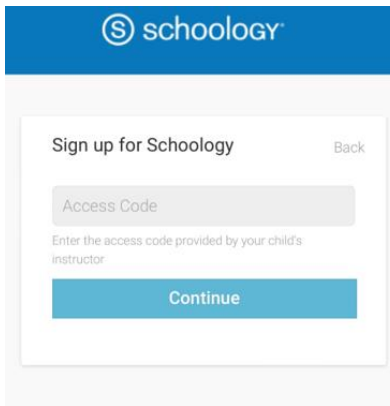 schoology
Sign up for Schoology
Back
Access Code
Enter the access code provided by your child's
instructor
Continue